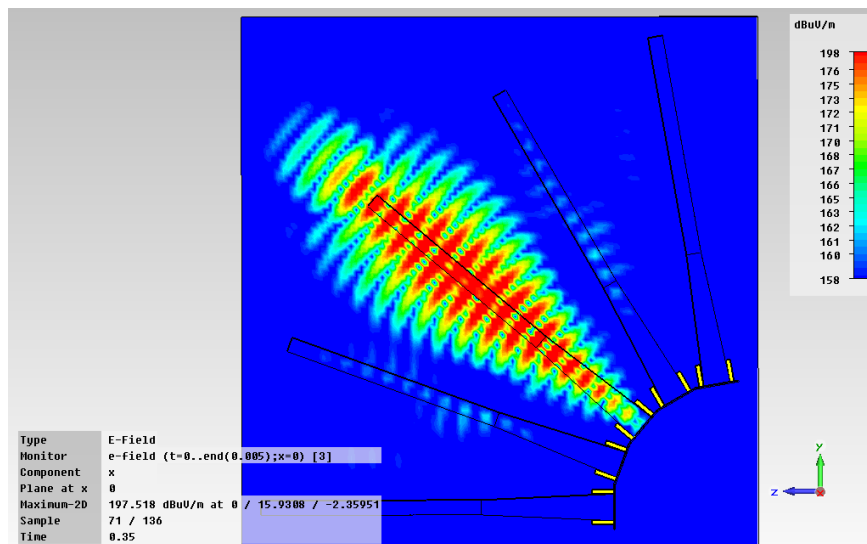 dBuV/m
198
176
175
173
172
171
170
168
167
166
165
163
162
161
160
158
Type E-Field
Monitor e-field (t=0..end(0.005);x=0) [3]
Component x
Plane at x 0
Maximum-2D 197.518 dBuV/m at 0 / 15.9308 / -2.35951
Sample 71 / 136
Time 0.35
y
z